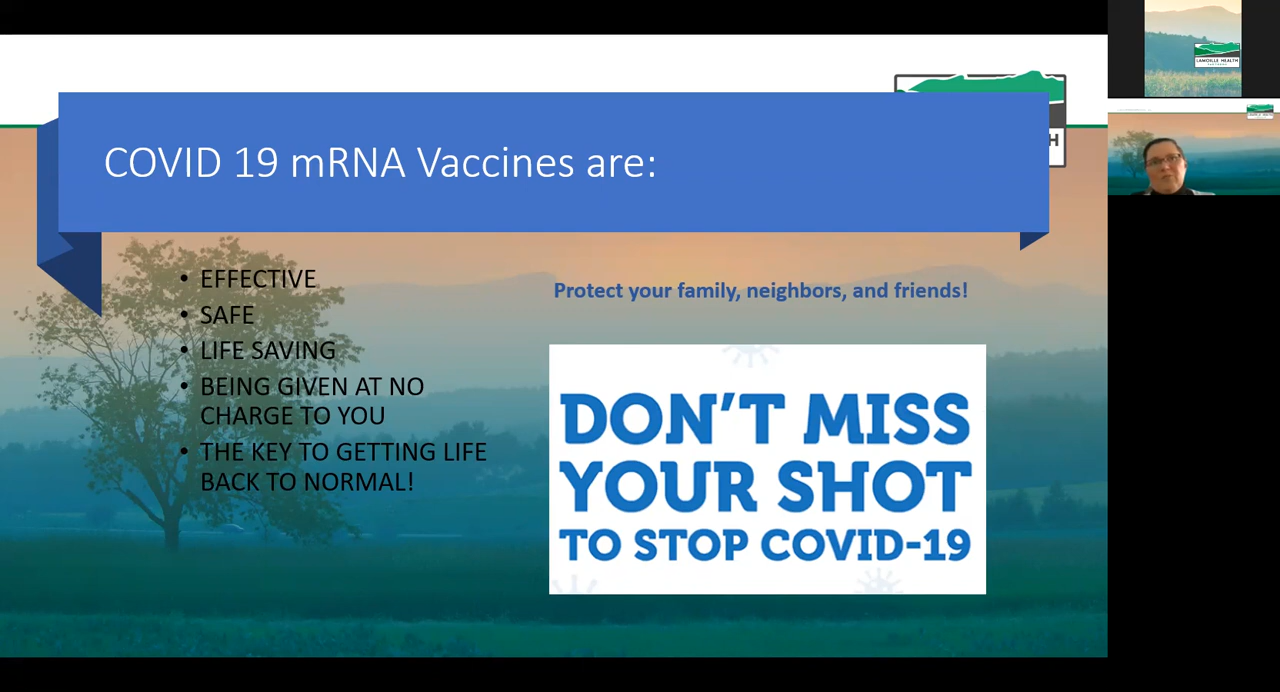 COVID 19 mRNA Vaccines are:
H
• EFFECTIVE
• SAFE
• LIFE SAVING
• BEING GIVEN AT NO
CHARGE TO YOU
• THE KEY TO GETTING LIFE
BACK TO NORMAL!
Protect your family, neighbors, and friends!
DON'T MISS
YOUR SHOT
TO STOP COVID-19
LAMOILLE HEALTH